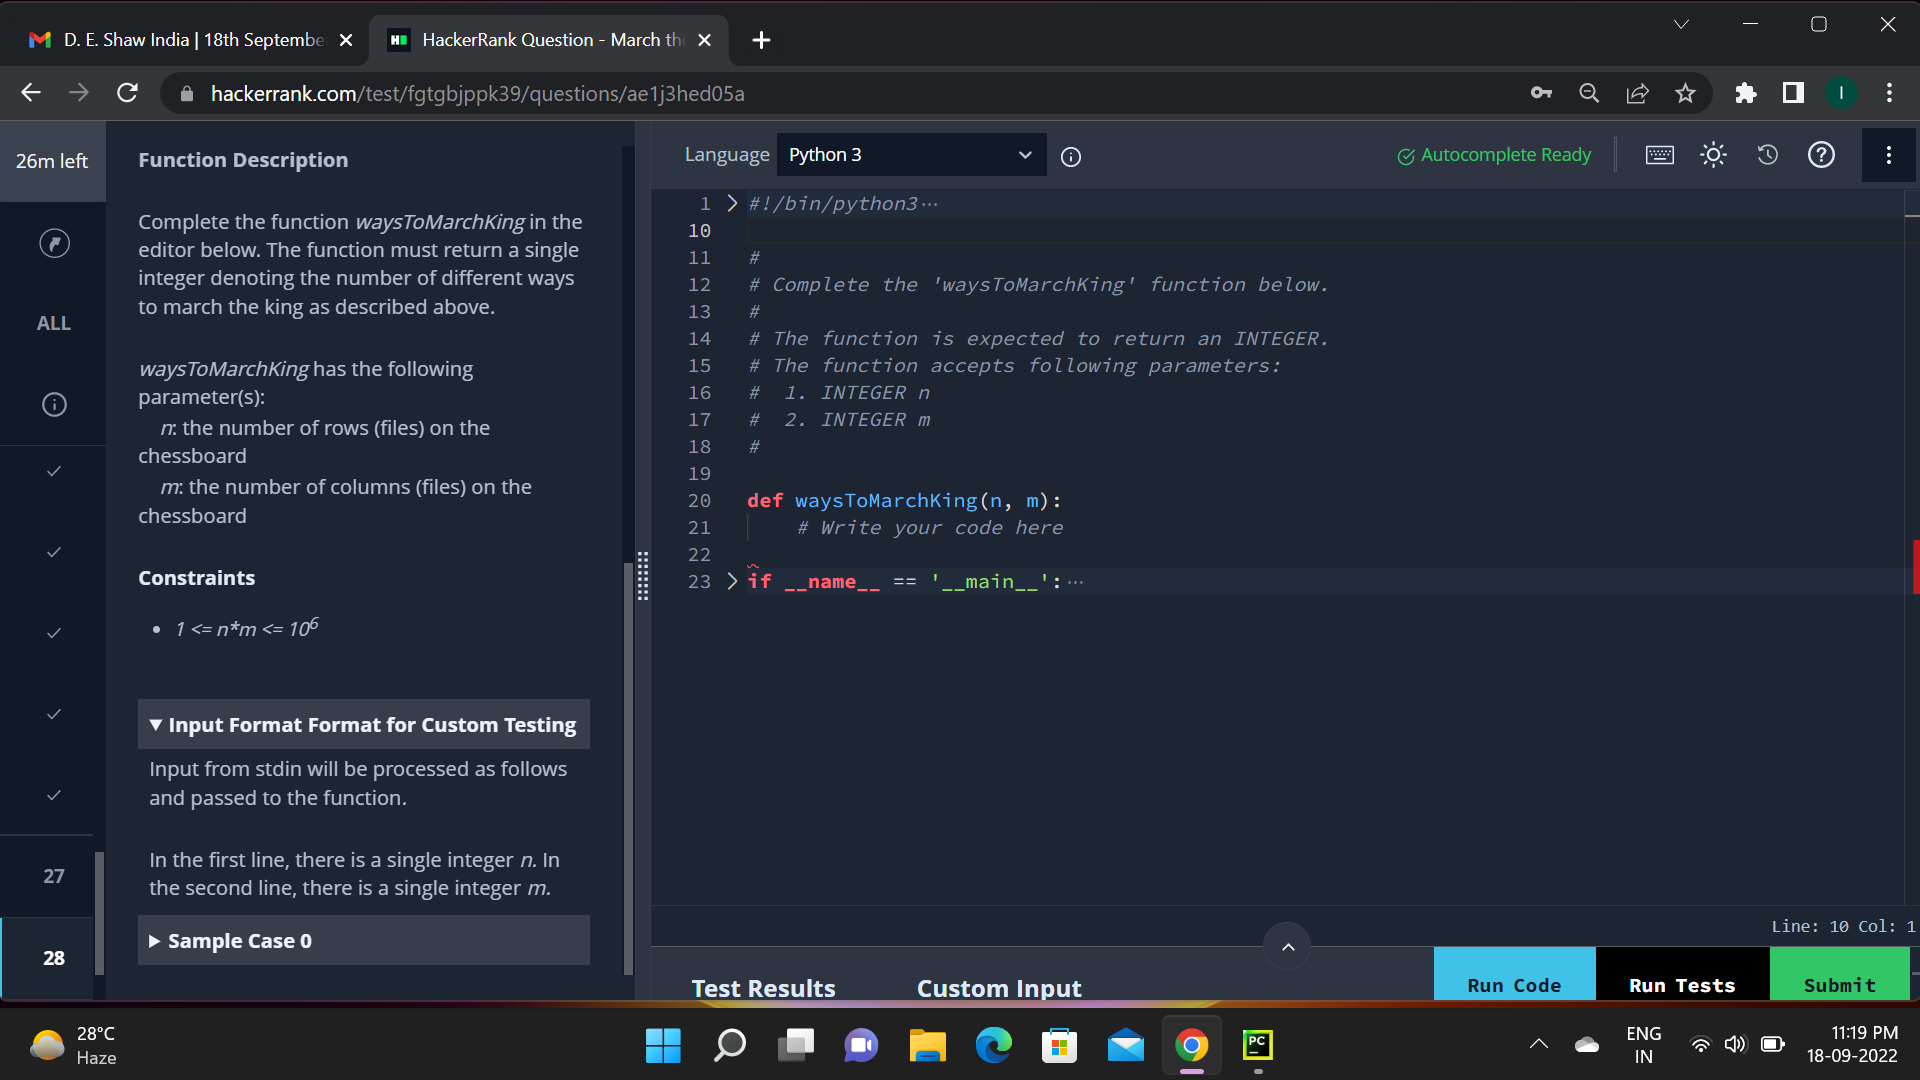 D. E. Shaw India | 18th Septembe
HackerRank Question - March th
hackerrank.com/test/fgtgbjppk39/questions/ae1j3hed05a
I
26m left
ALL
27
28
Function Description
Complete the function waysToMarchKing in the
editor below. The function must return a single
integer denoting the number of different ways
to march the king as described above.
waysToMarchKing has the following
parameter(s):
n: the number of rows (files) on the
chessboard
m: the number of columns (files) on the
chessboard
Constraints
• 1 <= n*m <= 10⁶
▼ Input Format Format for Custom Testing
Input from stdin will be processed as follows
and passed to the function.
In the first line, there is a single integer n. In
the second line, there is a single integer m.
▶ Sample Case 0
Language Python 3
Autocomplete Ready
1 #!/bin/python3⋯
10
11 #
12 # Complete the 'waysToMarchKing' function below.
13 #
14 # The function is expected to return an INTEGER.
15 # The function accepts following parameters:
16 #  1. INTEGER n
17 #  2. INTEGER m
18 #
19
20 def waysToMarchKing(n, m):
21     # Write your code here
22
23 if __name__ == '__main__':⋯
Line: 10 Col: 1
Test Results Custom Input Run Code Run Tests Submit
28°C
Haze
PC
ENG
IN
11:19 PM
18-09-2022